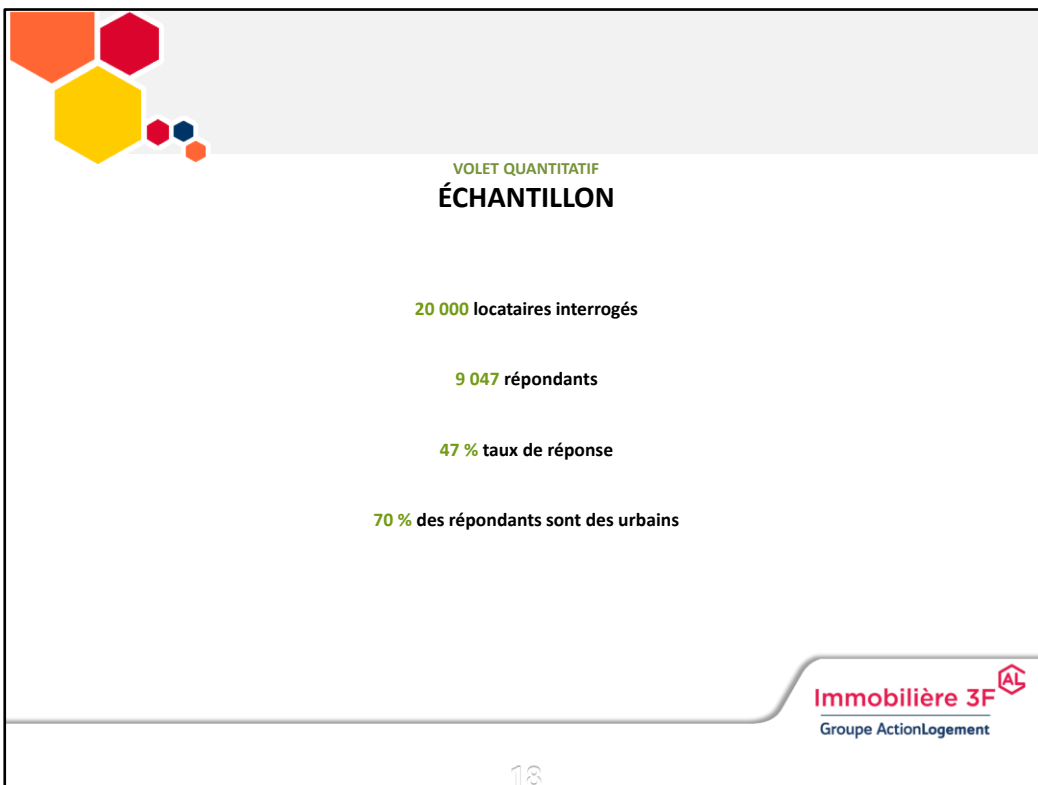 VOLET QUANTITATIF
ÉCHANTILLON
20 000 locataires interrogés
9 047 répondants
47 % taux de réponse
70 % des répondants sont des urbains
AL
Immobilière 3F
Groupe ActionLogement
18